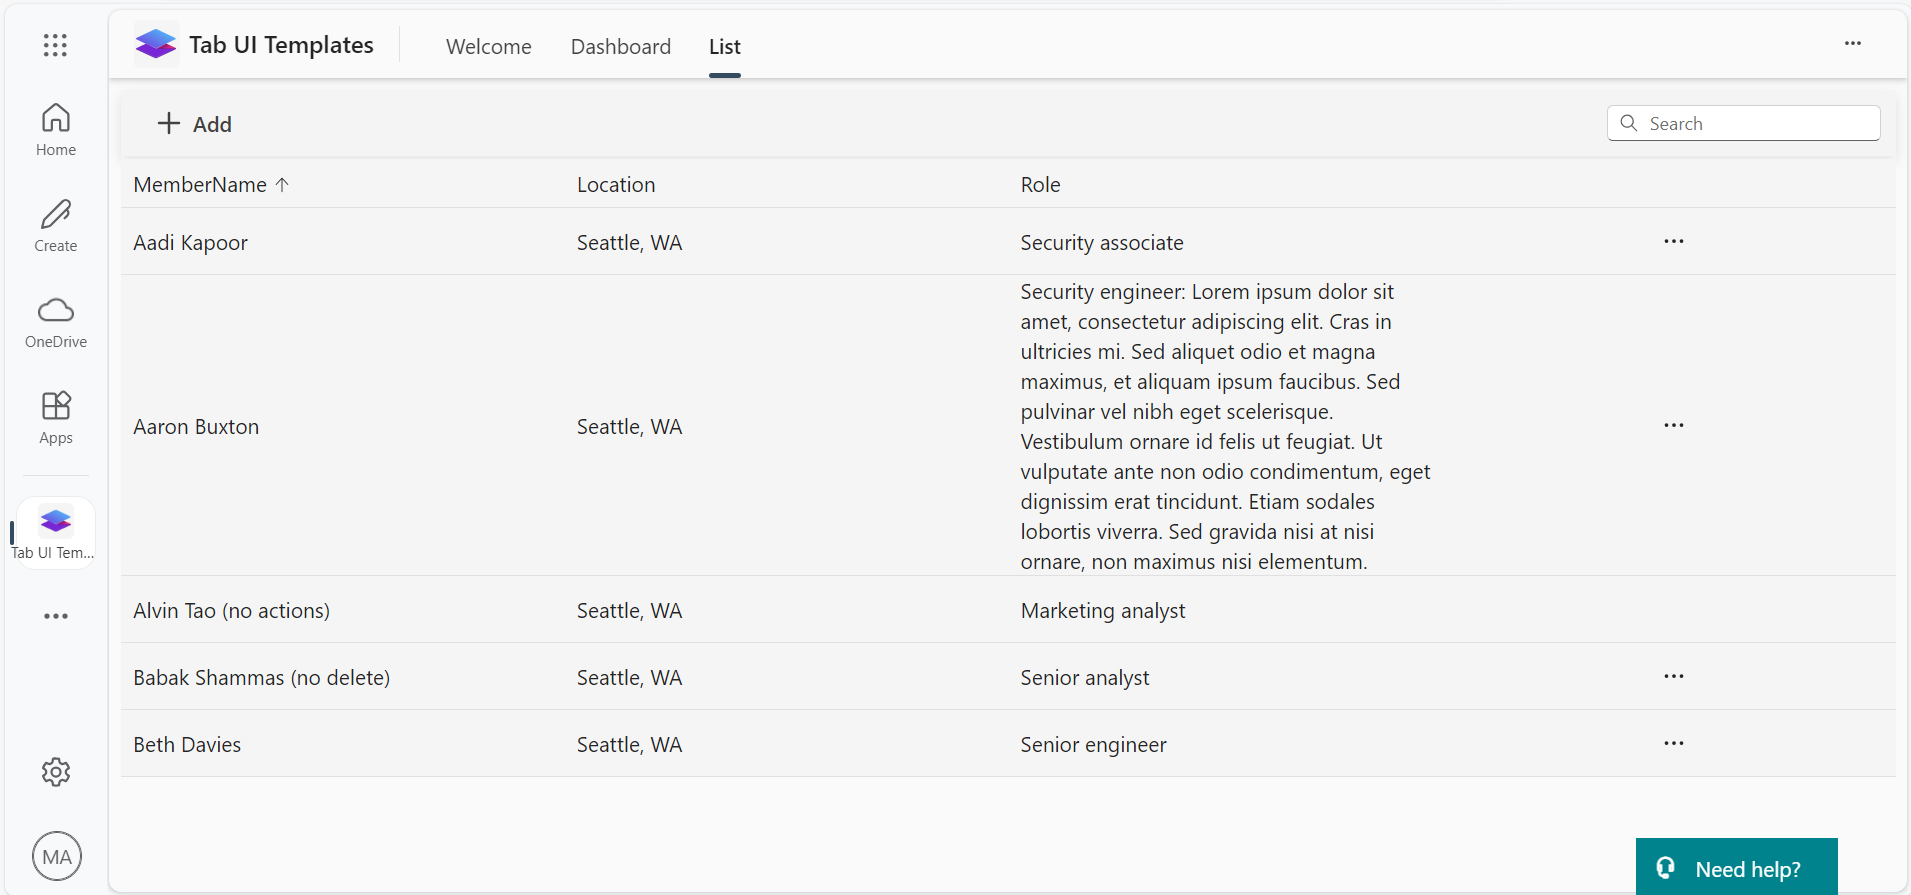 Tab UI Templates
Welcome
Dashboard
List
Home
Create
OneDrive
Apps
Tab UI Tem...
MA
Add
Search
MemberName
Location
Role
Aadi Kapoor
Seattle, WA
Security associate
Aaron Buxton
Seattle, WA
Security engineer: Lorem ipsum dolor sit
amet, consectetur adipiscing elit. Cras in
ultricies mi. Sed aliquet odio et magna
maximus, et aliquam ipsum faucibus. Sed
pulvinar vel nibh eget scelerisque.
Vestibulum ornare id felis ut feugiat. Ut
vulputate ante non odio condimentum, eget
dignissim erat tincidunt. Etiam sodales
lobortis viverra. Sed gravida nisi at nisi
ornare, non maximus nisi elementum.
Alvin Tao (no actions)
Seattle, WA
Marketing analyst
Babak Shammas (no delete)
Seattle, WA
Senior analyst
Beth Davies
Seattle, WA
Senior engineer
Need help?